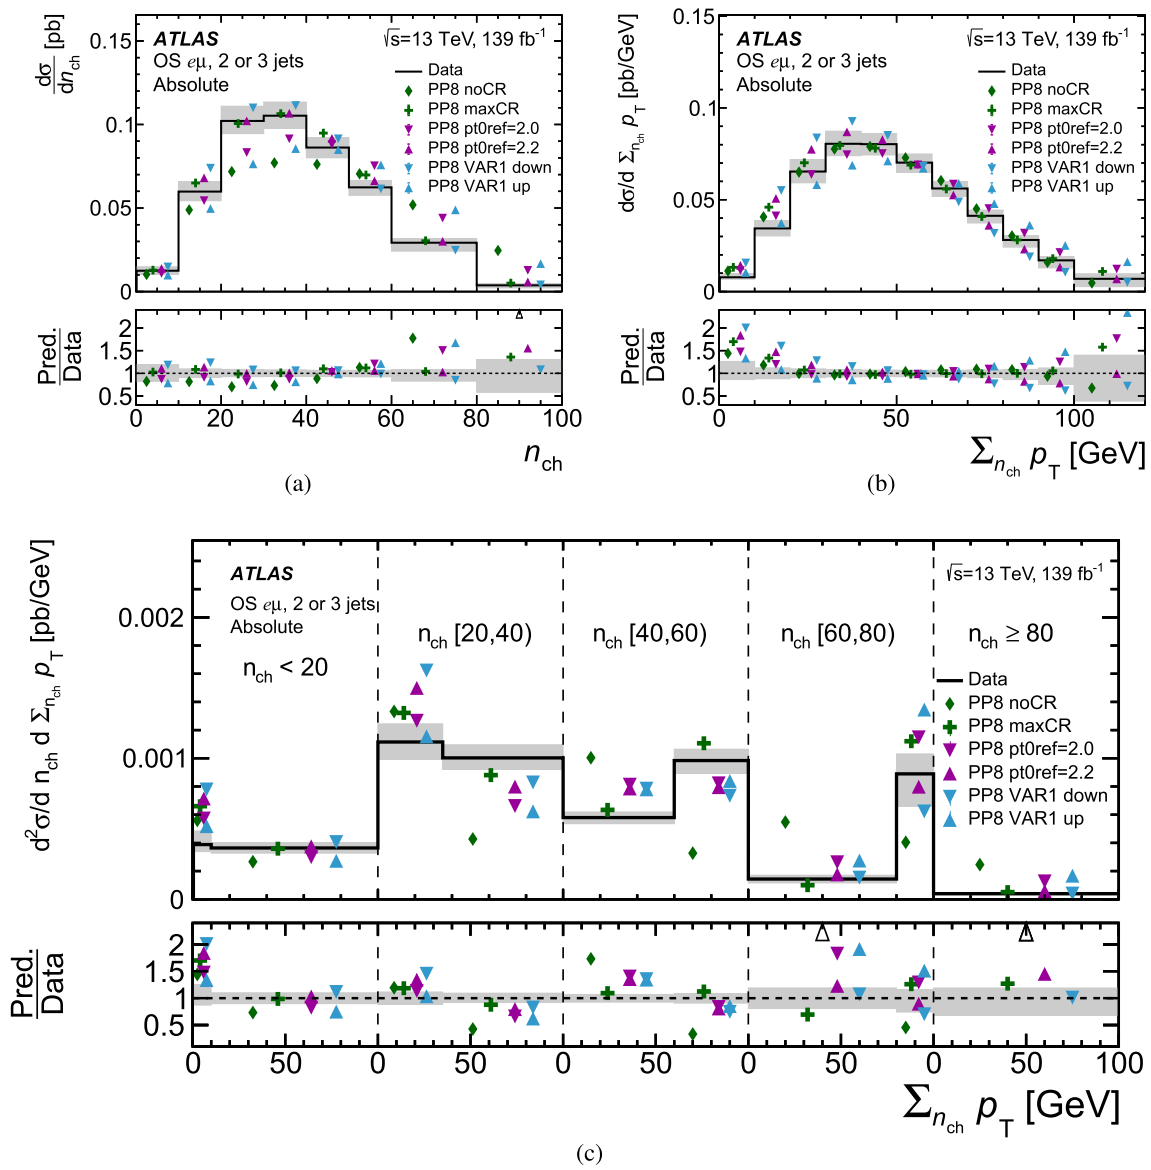 dσ/dn_ch [pb]
0.15
0.1
0.05
0
ATLAS
√s=13 TeV, 139 fb⁻¹
OS eμ, 2 or 3 jets
Absolute
Data
PP8 noCR
PP8 maxCR
PP8 pt0ref=2.0
PP8 pt0ref=2.2
PP8 VAR1 down
PP8 VAR1 up
Pred./Data
2
1.5
1
0.5
0 20 40 60 80 100
n_ch
(a)
dσ/d Σ_n_ch p_T [pb/GeV]
0.15
0.1
0.05
0
ATLAS
√s=13 TeV, 139 fb⁻¹
OS eμ, 2 or 3 jets
Absolute
Data
PP8 noCR
PP8 maxCR
PP8 pt0ref=2.0
PP8 pt0ref=2.2
PP8 VAR1 down
PP8 VAR1 up
Pred./Data
2
1.5
1
0.5
0 50 100
Σ_n_ch p_T [GeV]
(b)
d²σ/d n_ch d Σ_n_ch p_T [pb/GeV]
0.002
0.001
0
ATLAS
√s=13 TeV, 139 fb⁻¹
OS eμ, 2 or 3 jets
Absolute
n_ch < 20
n_ch [20,40)
n_ch [40,60)
n_ch [60,80)
n_ch ≥ 80
Data
PP8 noCR
PP8 maxCR
PP8 pt0ref=2.0
PP8 pt0ref=2.2
PP8 VAR1 down
PP8 VAR1 up
Pred./Data
2
1.5
1
0.5
0 50 0 50 0 50 0 50 0 50 100
Σ_n_ch p_T [GeV]
(c)